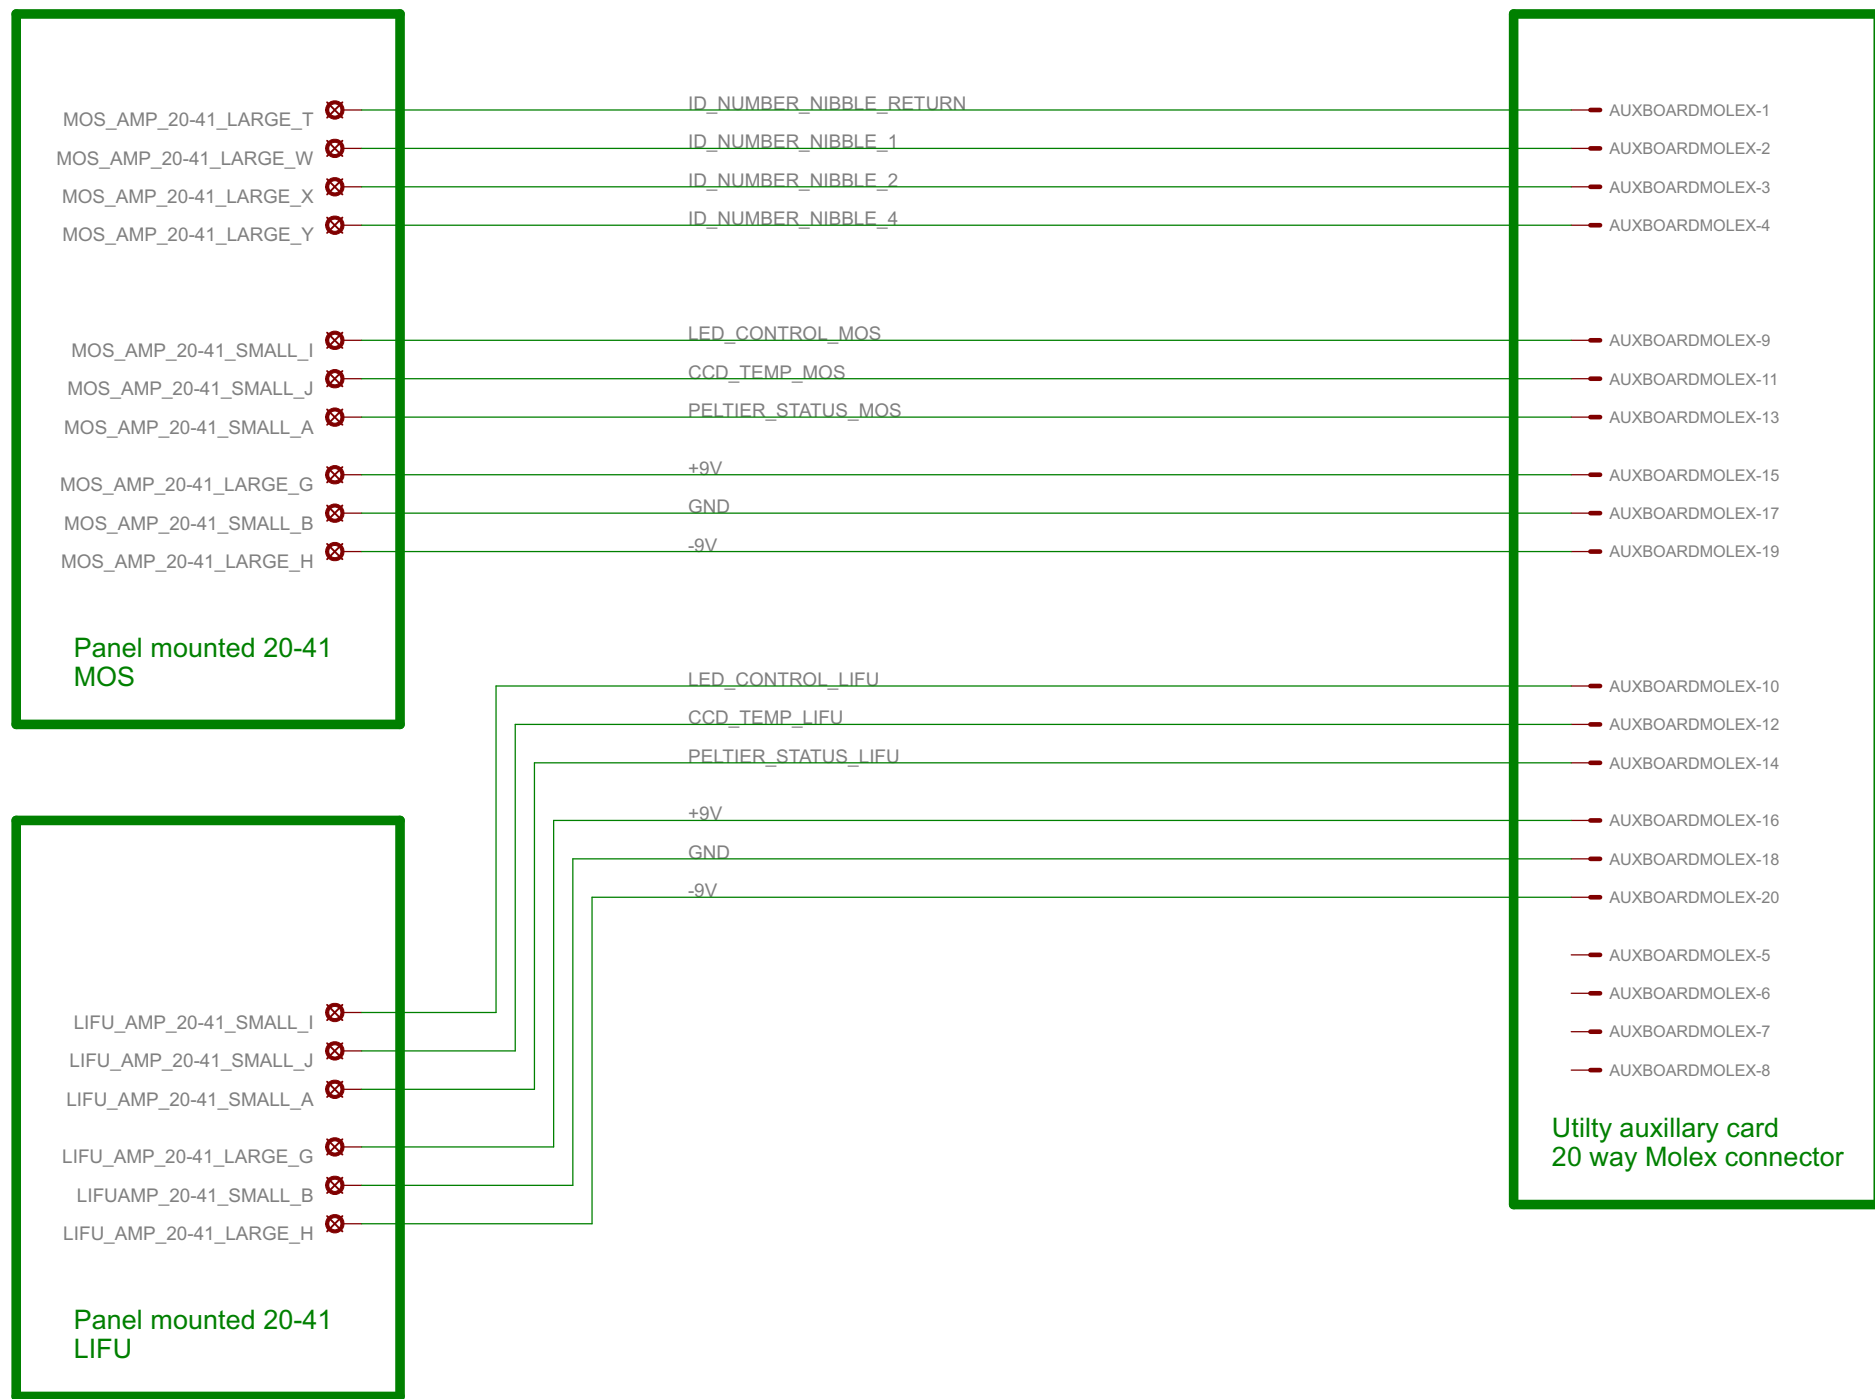 MOS_AMP_20-41_LARGE_T ID_NUMBER_NIBBLE_RETURN AUXBOARDMOLEX-1
MOS_AMP_20-41_LARGE_W ID_NUMBER_NIBBLE_1 AUXBOARDMOLEX-2
MOS_AMP_20-41_LARGE_X ID_NUMBER_NIBBLE_2 AUXBOARDMOLEX-3
MOS_AMP_20-41_LARGE_Y ID_NUMBER_NIBBLE_4 AUXBOARDMOLEX-4
MOS_AMP_20-41_SMALL_I LED_CONTROL_MOS AUXBOARDMOLEX-9
MOS_AMP_20-41_SMALL_J CCD_TEMP_MOS AUXBOARDMOLEX-11
MOS_AMP_20-41_SMALL_A PELTIER_STATUS_MOS AUXBOARDMOLEX-13
MOS_AMP_20-41_LARGE_G +9V AUXBOARDMOLEX-15
MOS_AMP_20-41_SMALL_B GND AUXBOARDMOLEX-17
MOS_AMP_20-41_LARGE_H -9V AUXBOARDMOLEX-19
Panel mounted 20-41
MOS
LED_CONTROL_LIFU AUXBOARDMOLEX-10
CCD_TEMP_LIFU AUXBOARDMOLEX-12
PELTIER_STATUS_LIFU AUXBOARDMOLEX-14
+9V AUXBOARDMOLEX-16
GND AUXBOARDMOLEX-18
-9V AUXBOARDMOLEX-20
AUXBOARDMOLEX-5
AUXBOARDMOLEX-6
AUXBOARDMOLEX-7
AUXBOARDMOLEX-8
LIFU_AMP_20-41_SMALL_I
LIFU_AMP_20-41_SMALL_J
LIFU_AMP_20-41_SMALL_A
LIFU_AMP_20-41_LARGE_G
LIFUAMP_20-41_SMALL_B
LIFU_AMP_20-41_LARGE_H
Utilty auxillary card
20 way Molex connector
Panel mounted 20-41
LIFU